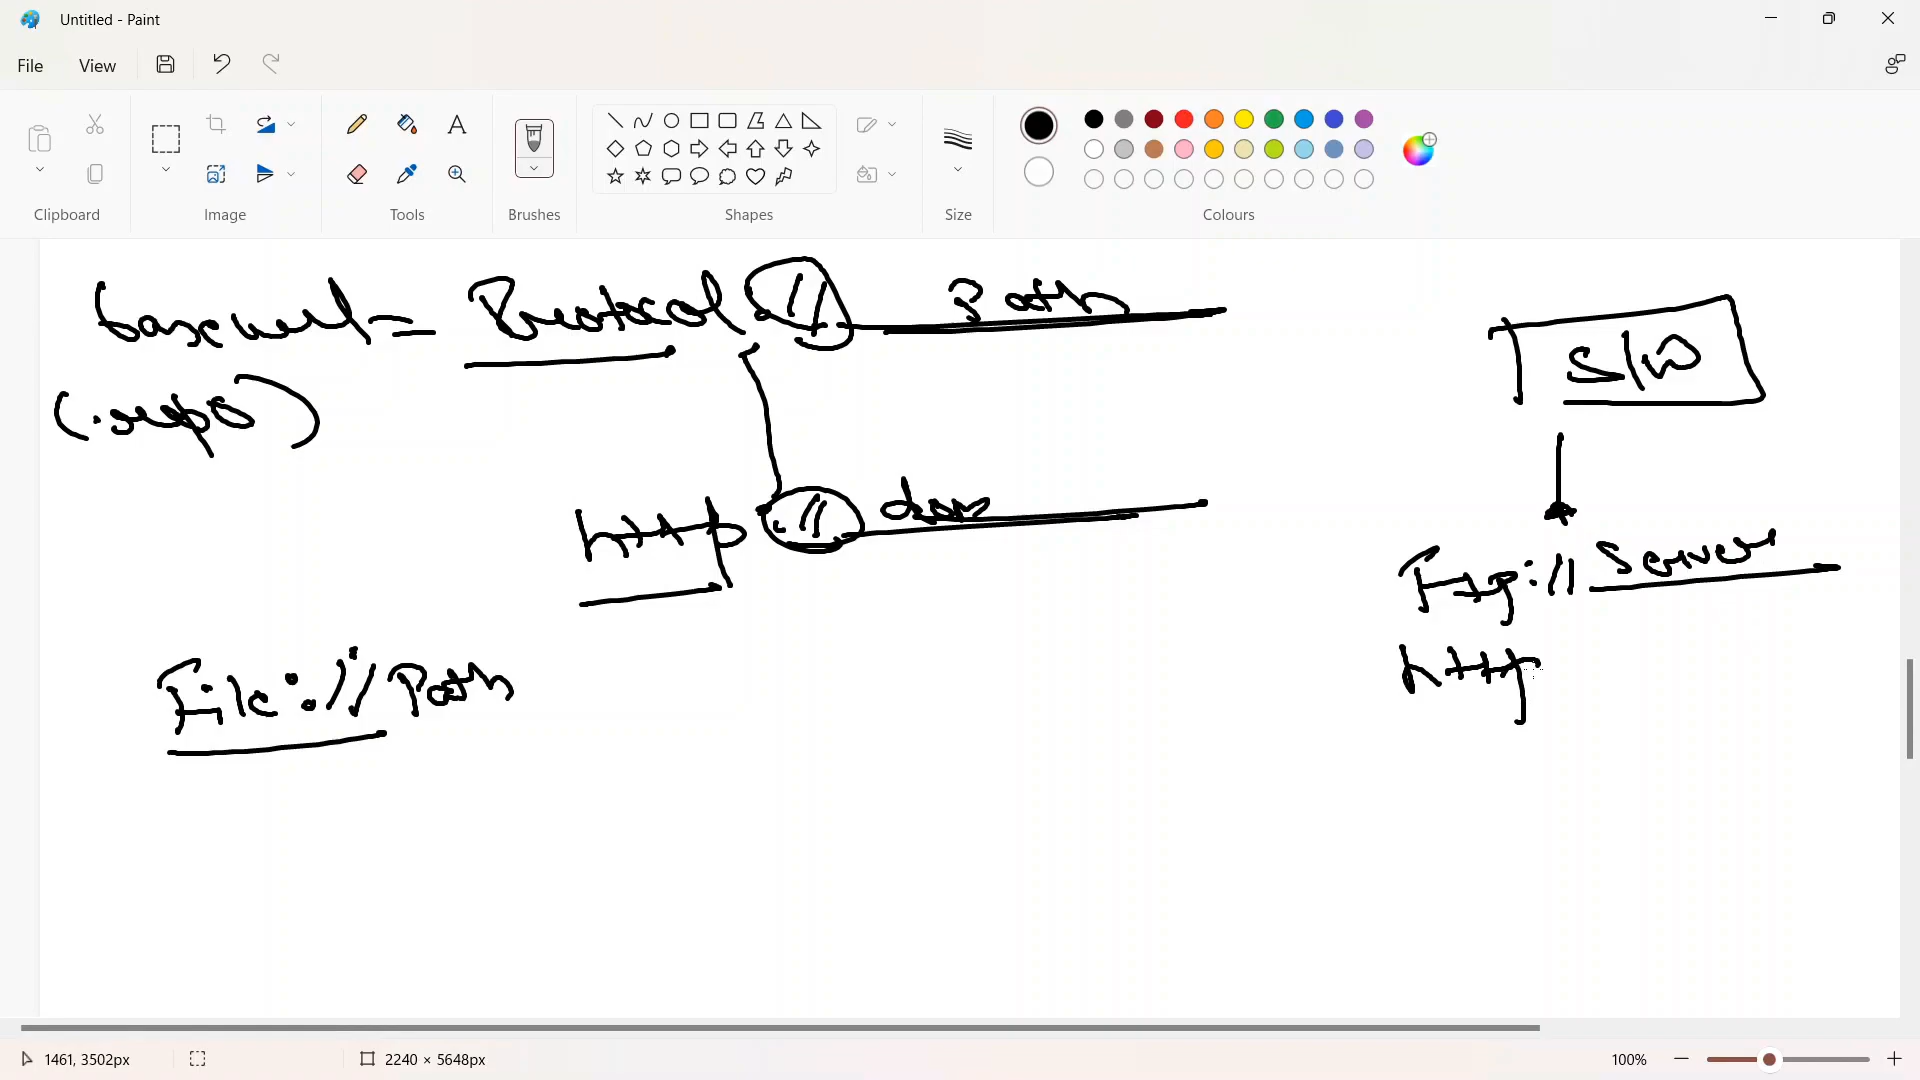 Untitled - Paint
File View
Clipboard Image Tools Brushes Shapes Size Colours
baseurl = Protocol :// Path
(.repo)
S/W
http :// dom
Ftp :// Server
http
File :// Path
1461, 3502px 2240 × 5648px 100%